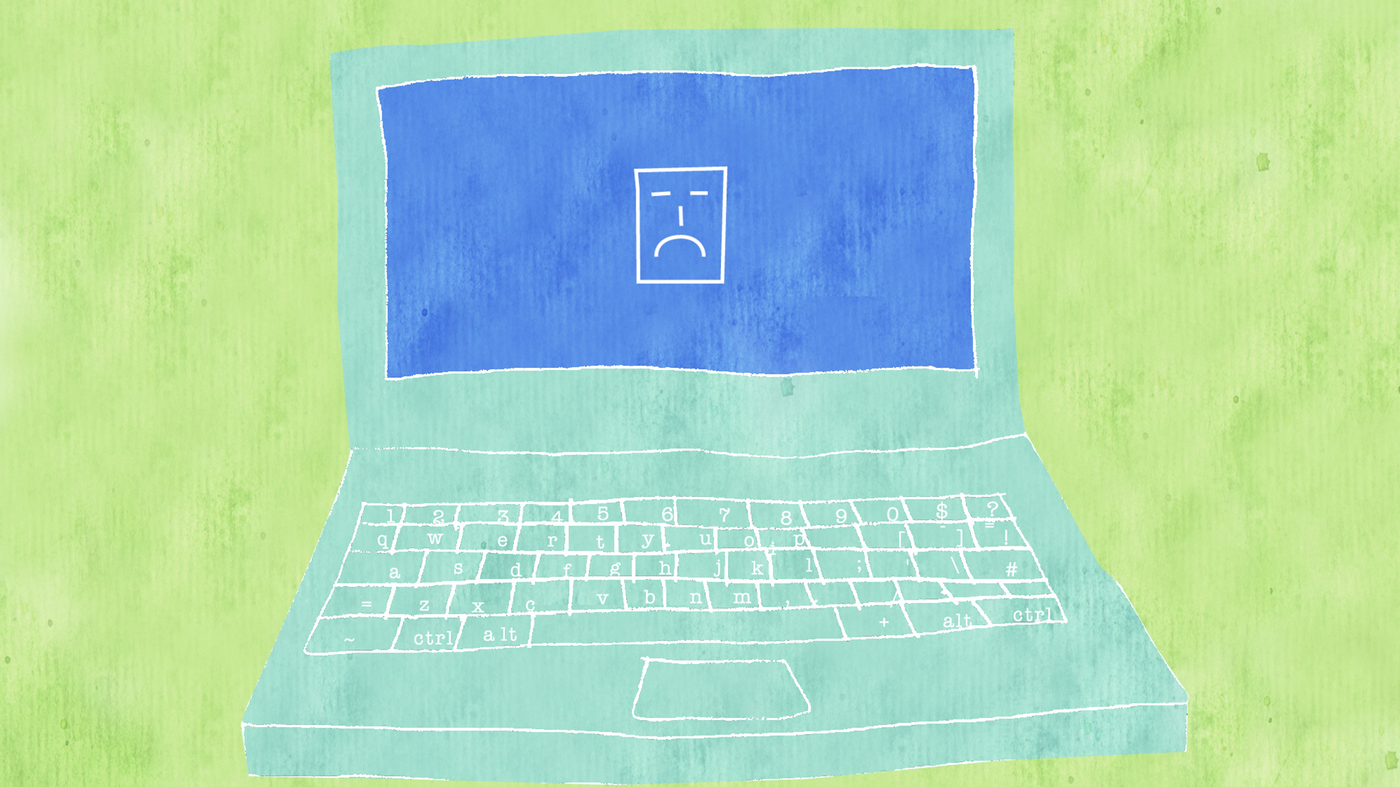 1 2 3 4 5 6 7 8 9 0 $ ?
q w e r t y u o p [ ] = !
a s d f g h j k l ; ' \ #
= z x c v b n m , . /
~ ctrl alt + alt ctrl